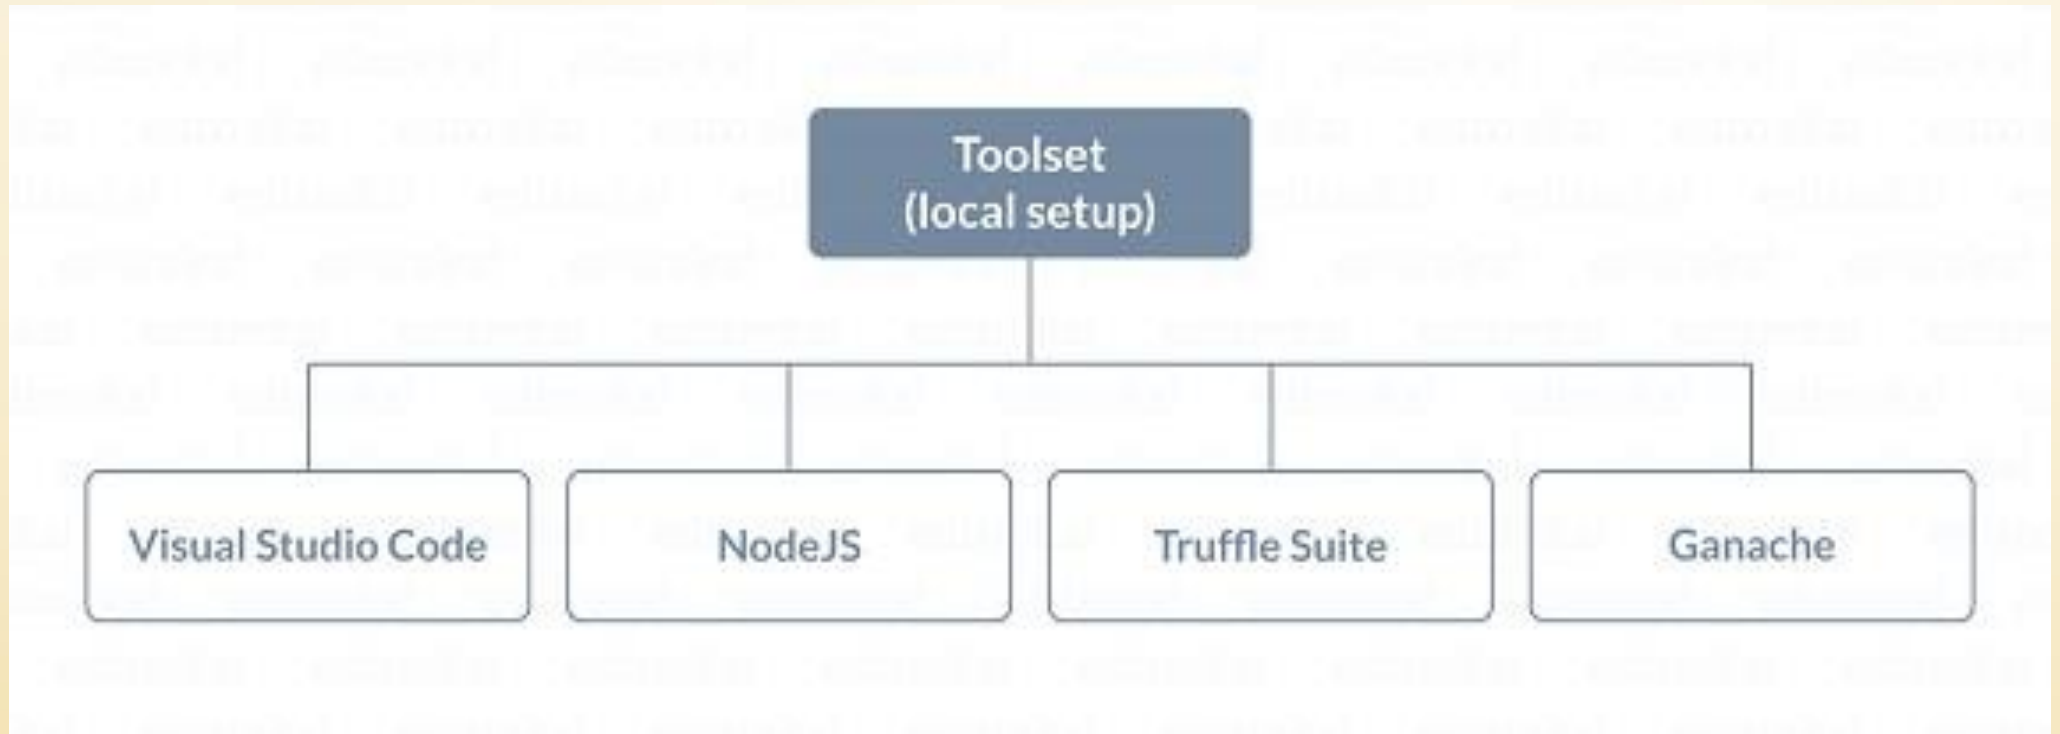 Toolset
(local setup)
Visual Studio Code
NodeJS
Truffle Suite
Ganache